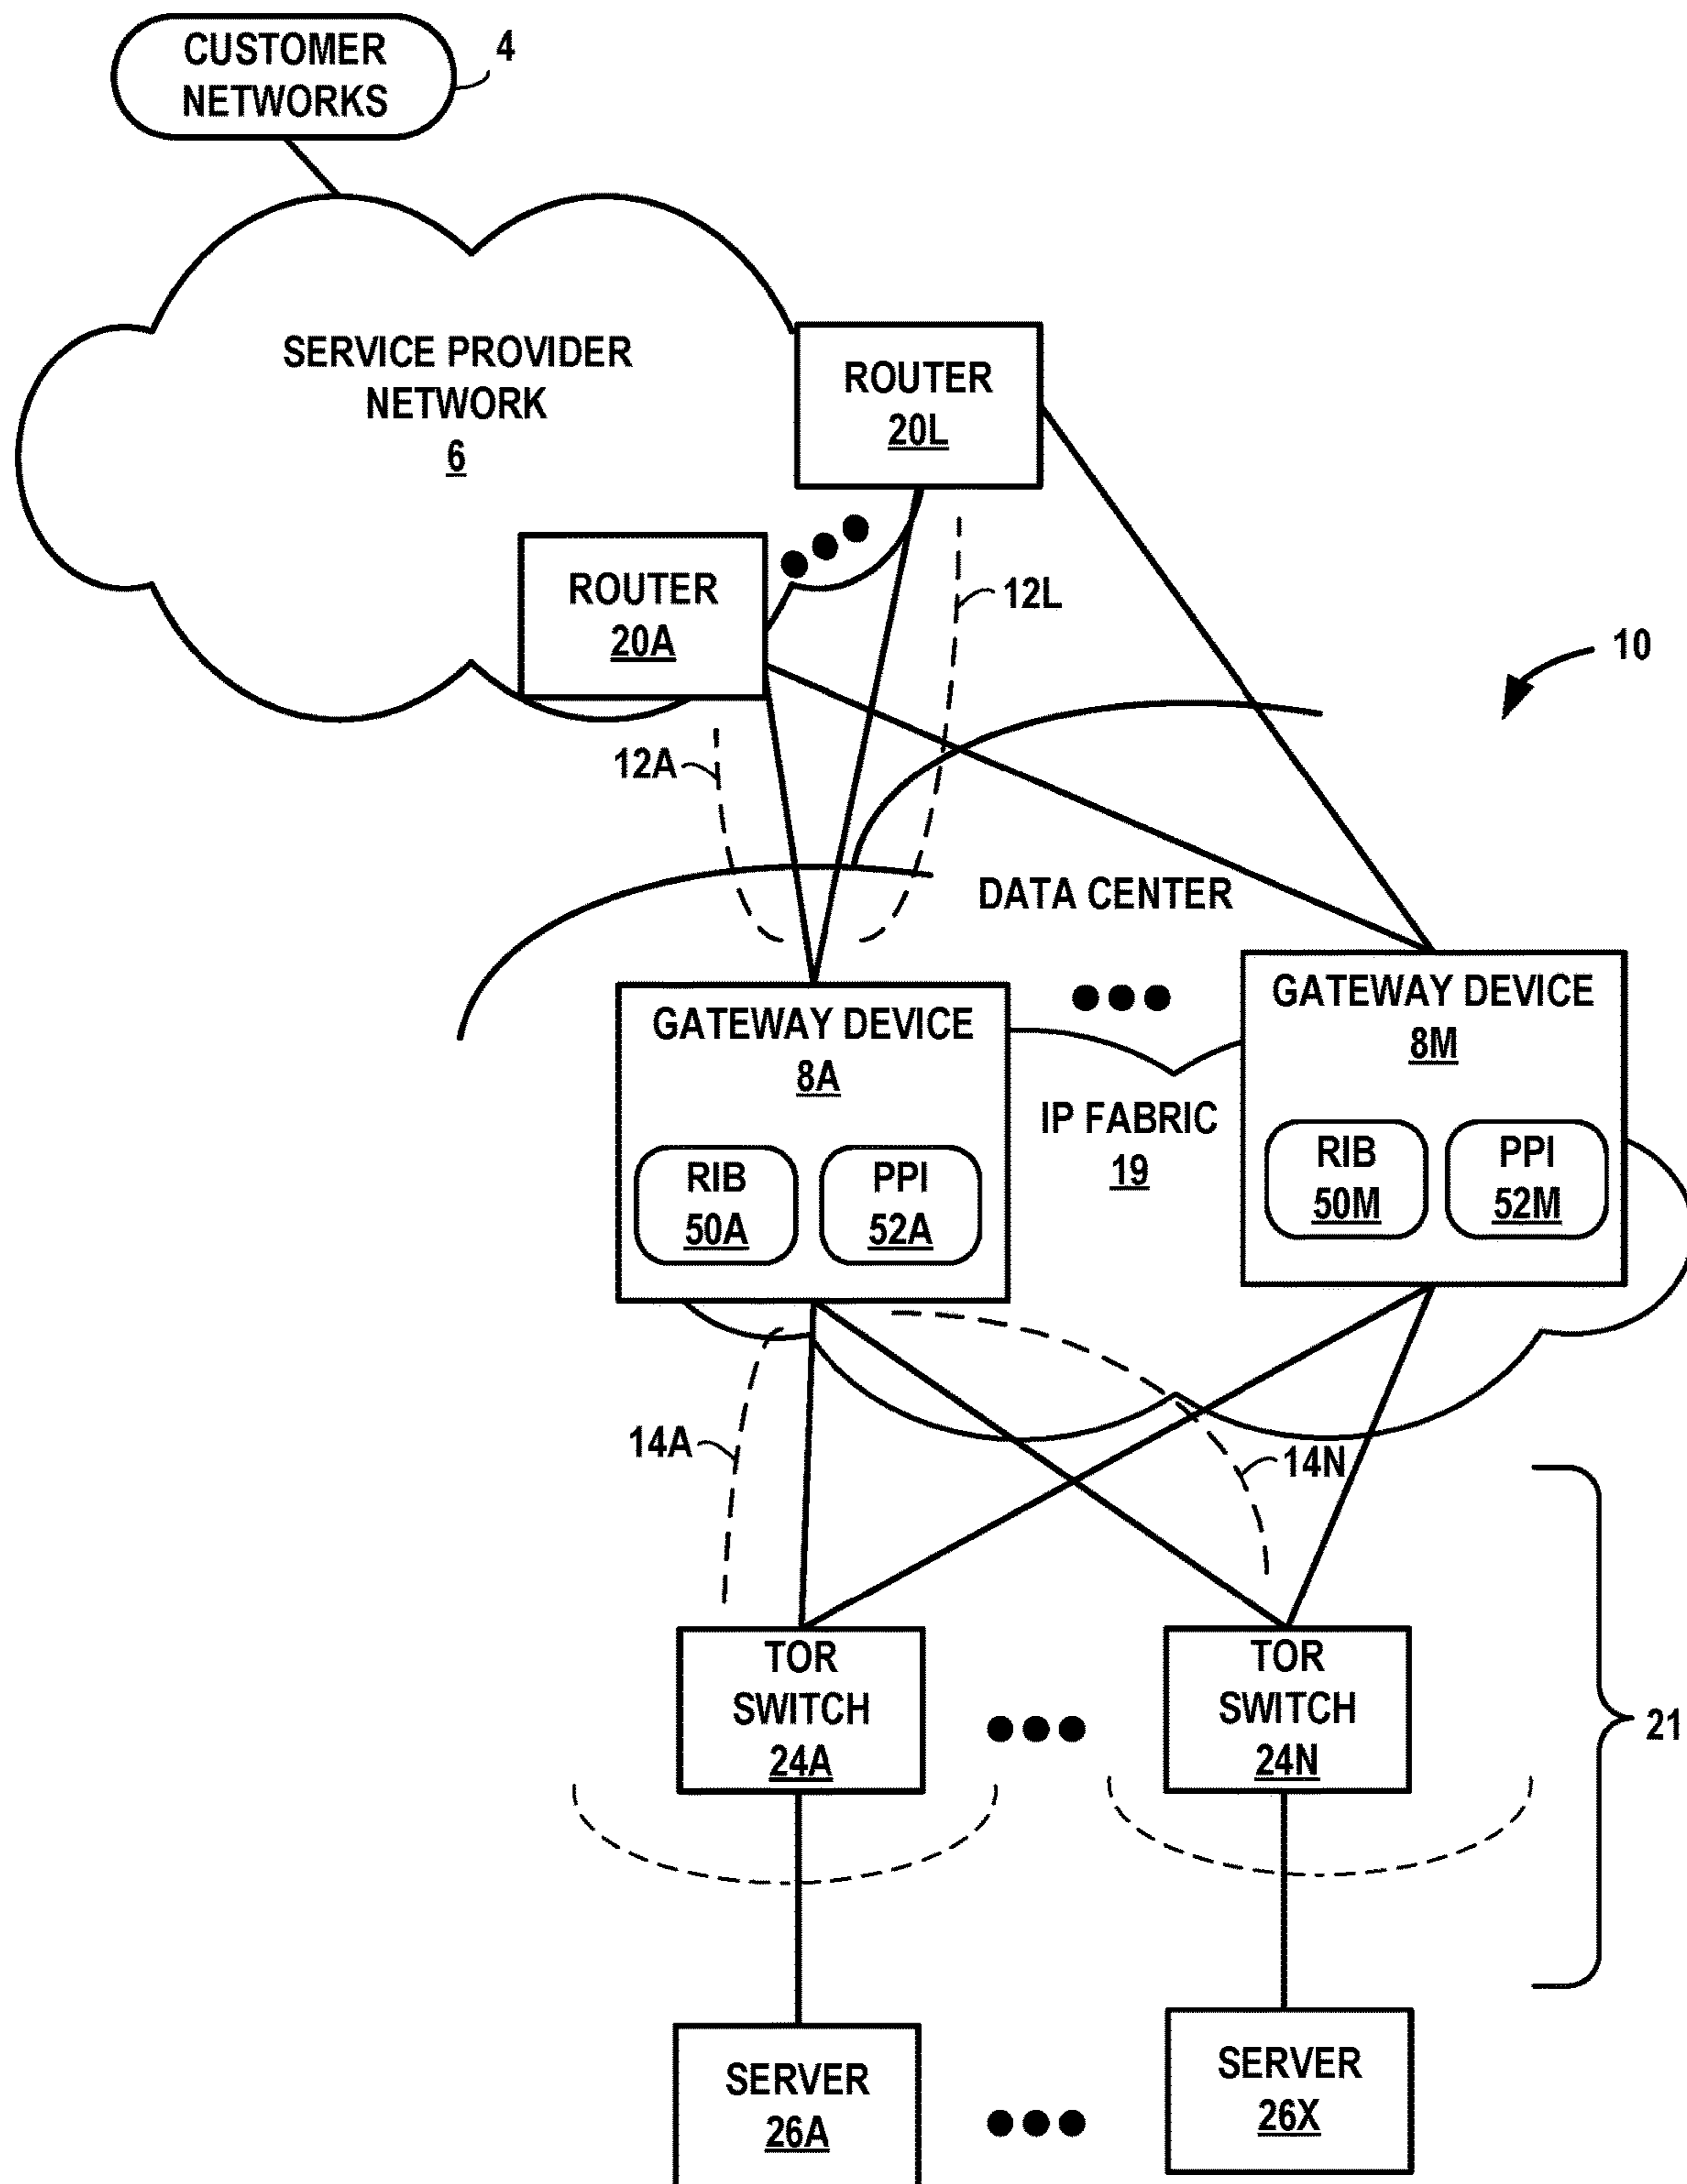 CUSTOMER
NETWORKS
4
SERVICE PROVIDER
NETWORK
6
ROUTER
20L
ROUTER
20A
12L
10
12A
DATA CENTER
GATEWAY DEVICE
8A
GATEWAY DEVICE
8M
IP FABRIC
19
RIB
50A
PPI
52A
RIB
50M
PPI
52M
14A
14N
TOR
SWITCH
24A
TOR
SWITCH
24N
21
SERVER
26A
SERVER
26X